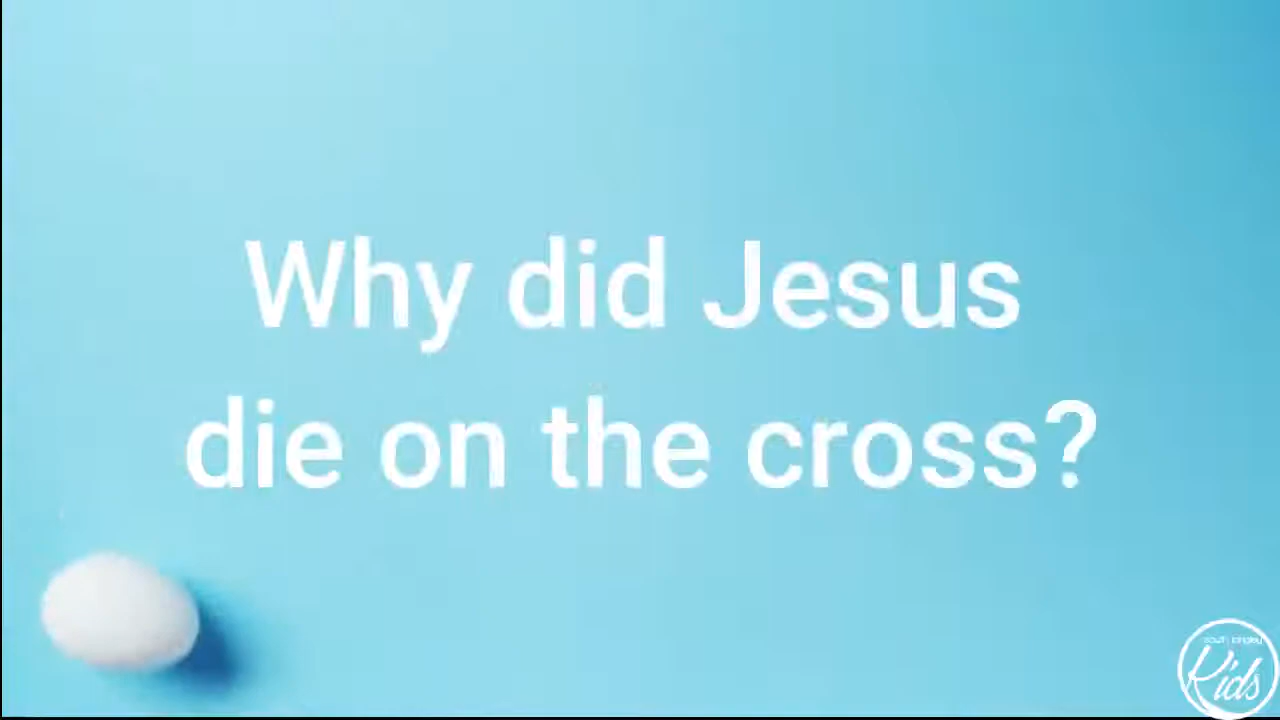 Why did Jesus
die on the cross?
Kids